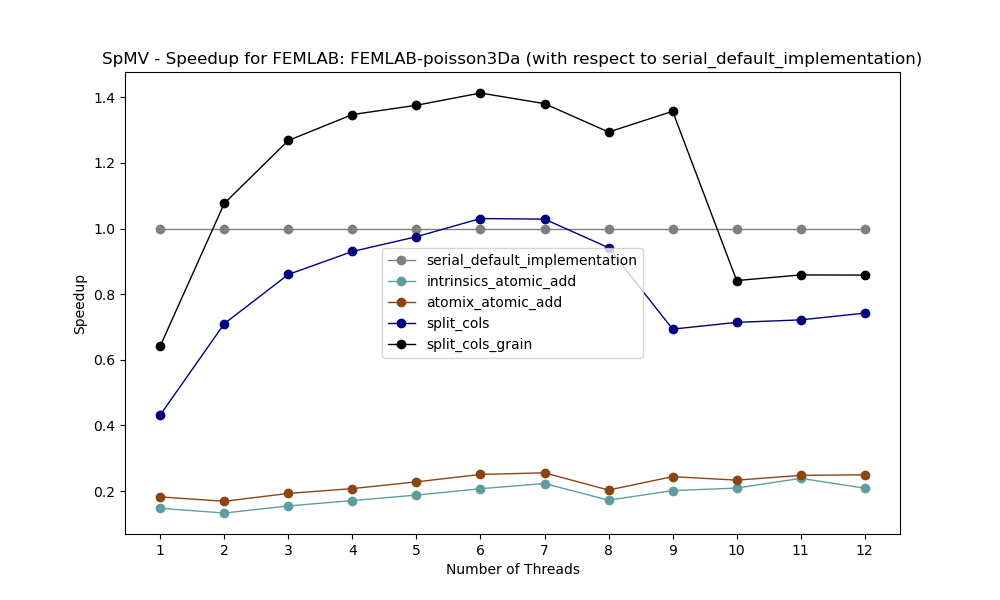 SpMV - Speedup for FEMLAB: FEMLAB-poisson3Da (with respect to serial_default_implementation)
1.4
1.2
1.0
0.8
0.6
0.4
0.2
Speedup
serial_default_implementation
intrinsics_atomic_add
atomix_atomic_add
split_cols
split_cols_grain
1 2 3 4 5 6 7 8 9 10 11 12
Number of Threads